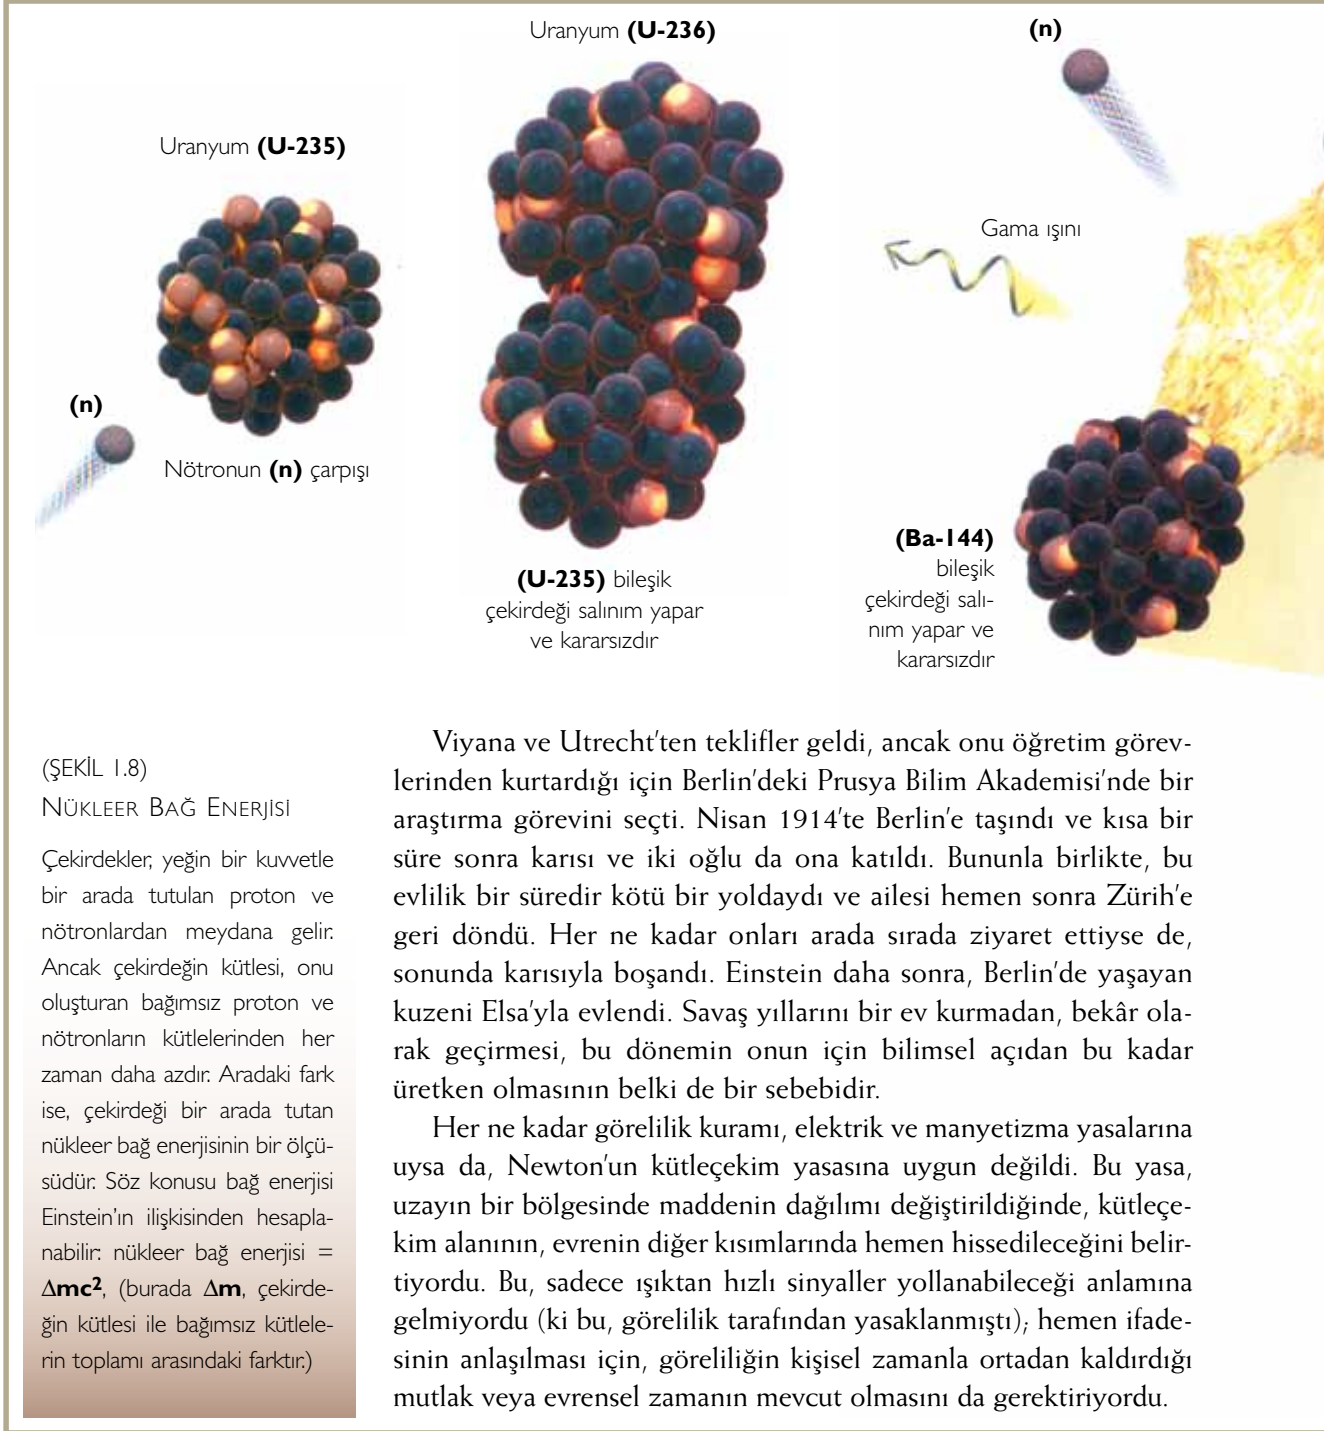 Uranyum (U-236)
(n)
Uranyum (U-235)
Gama ışını
(n)
Nötronun (n) çarpışı
(U-235) bileşik
çekirdeği salınım yapar
ve kararsızdır
(Ba-144)
bileşik
çekirdeği salı-
nım yapar ve
kararsızdır
(ŞEKİL 1.8)
NÜKLEER BAĞ ENERJİSİ
Çekirdekler, yeğin bir kuvvetle
bir arada tutulan proton ve
nötronlardan meydana gelir.
Ancak çekirdeğin kütlesi, onu
oluşturan bağımsız proton ve
nötronların kütlelerinden her
zaman daha azdır. Aradaki fark
ise, çekirdeği bir arada tutan
nükleer bağ enerjisinin bir ölçü-
südür. Söz konusu bağ enerjisi
Einstein'ın ilişkisinden hesapla-
nabilir: nükleer bağ enerjisi =
Δmc², (burada Δm, çekirde-
ğin kütlesi ile bağımsız kütlele-
rin toplamı arasındaki farktır.)
Viyana ve Utrecht'ten teklifler geldi, ancak onu öğretim görev-
lerinden kurtardığı için Berlin'deki Prusya Bilim Akademisi'nde bir
araştırma görevini seçti. Nisan 1914'te Berlin'e taşındı ve kısa bir
süre sonra karısı ve iki oğlu da ona katıldı. Bununla birlikte, bu
evlilik bir süredir kötü bir yoldaydı ve ailesi hemen sonra Zürih'e
geri döndü. Her ne kadar onları arada sırada ziyaret ettiyse de,
sonunda karısıyla boşandı. Einstein daha sonra, Berlin'de yaşayan
kuzeni Elsa'yla evlendi. Savaş yıllarını bir ev kurmadan, bekâr ola-
rak geçirmesi, bu dönemin onun için bilimsel açıdan bu kadar
üretken olmasının belki de bir sebebidir.
Her ne kadar görelilik kuramı, elektrik ve manyetizma yasalarına
uysa da, Newton'un kütleçekim yasasına uygun değildi. Bu yasa,
uzayın bir bölgesinde maddenin dağılımı değiştirildiğinde, kütleçe-
kim alanının, evrenin diğer kısımlarında hemen hissedileceğini belir-
tiyordu. Bu, sadece ışıktan hızlı sinyaller yollanabileceği anlamına
gelmiyordu (ki bu, görelilik tarafından yasaklanmıştı); hemen ifade-
sinin anlaşılması için, göreliliğin kişisel zamanla ortadan kaldırdığı
mutlak veya evrensel zamanın mevcut olmasını da gerektiriyordu.